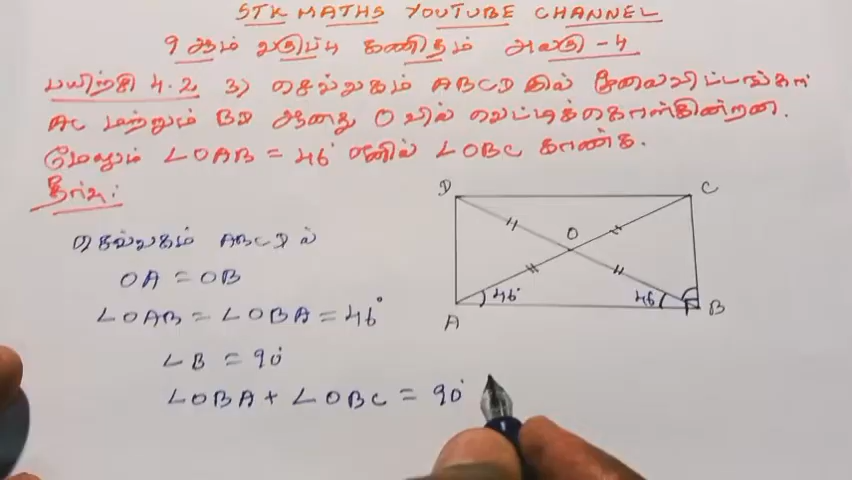 STK MATHS YOUTUBE CHANNEL
9 ஆம் வகுப்பு கணிதம் அலகு - 4
பயிற்சி 4.2 3) செவ்வகம் ABCD இல் மூலைவிட்டங்கள்
AC மற்றும் BD ஆனது O வில் வெட்டிக்கொள்கின்றன.
மேலும் ∠OAB = 46° எனில் ∠OBC காண்க.
தீர்வு:
செவ்வகம் ABCD ல்
OA = OB
∠OAB = ∠OBA = 46°
∠B = 90°
∠OBA + ∠OBC = 90°
D
C
O
46°
46
A
B